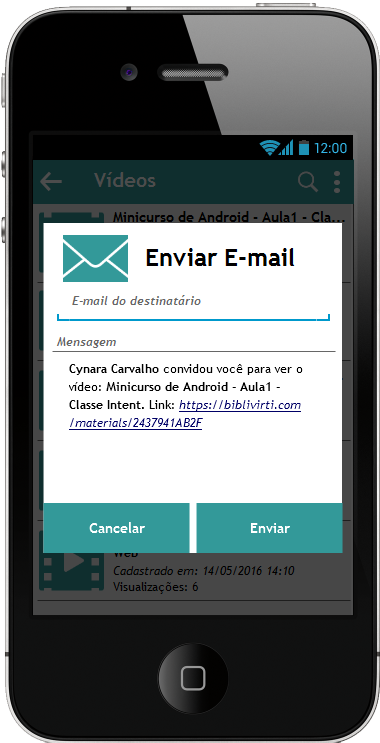 12:00
Vídeos
Minicurso de Android - Aula1 - Cla...
Enviar E-mail
E-mail do destinatário
Mensagem
Cynara Carvalho convidou você para ver o
vídeo: Minicurso de Android - Aula1 -
Classe Intent. Link: https://biblivirti.com
/materials/2437941AB2F
Cancelar
Enviar
Web
Cadastrado em: 14/05/2016 14:10
Visualizações: 6